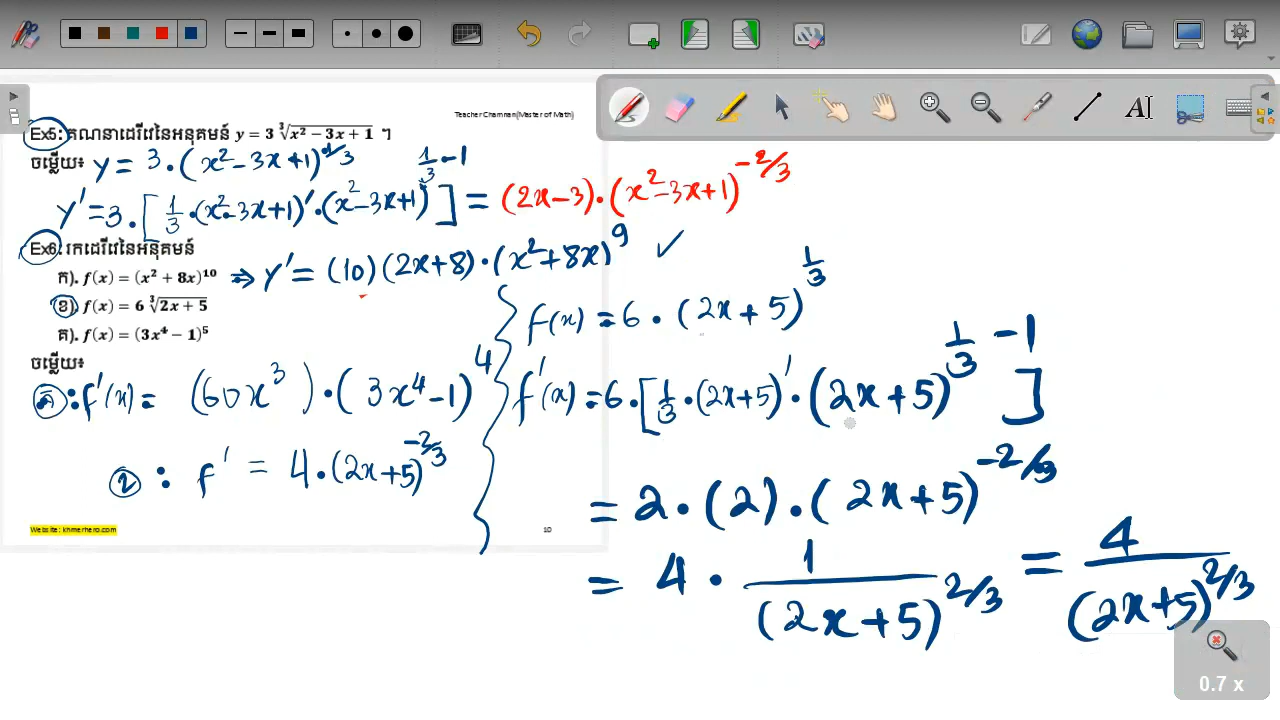 Teacher Chamnan(Master of Math)
Ex5: គណនាដេរីវេនៃអនុគមន៍ y = 3 ∛(x² − 3x + 1) ។
ចម្លើយ៖ y = 3·(x² − 3x + 1)^1/3
y' = 3·[1/3·(x² − 3x + 1)'·(x² − 3x + 1)^(1/3 − 1)] = (2x − 3)·(x² − 3x + 1)^−2/3
Ex6: រកដេរីវេនៃអនុគមន៍
ក). f(x) = (x² + 8x)¹⁰ ⇒ y' = (10)(2x + 8)·(x² + 8x)⁹ ✓
ខ). f(x) = 6 ∛(2x + 5)
គ). f(x) = (3x⁴ − 1)⁵
ចម្លើយ៖
: f'(x) = (60x³)·(3x⁴ − 1)⁴
: f' = 4·(2x + 5)^−2/3
f(x) = 6·(2x + 5)^1/3
f'(x) = 6·[1/3·(2x + 5)'·(2x + 5)^(1/3 − 1)]
= 2·(2)·(2x + 5)^−2/3
= 4·1/(2x + 5)^2/3 = 4/(2x + 5)^2/3
Website: khmerhero.com
10
0.7 x